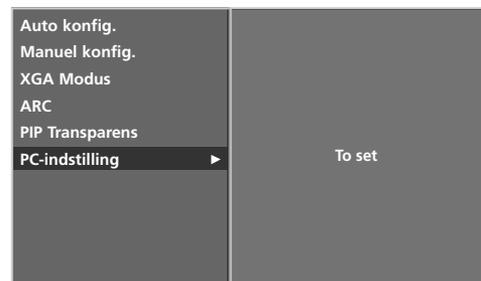 Auto konfig.
Manuel konfig.
XGA Modus
ARC
PIP Transparens
PC-indstilling ►
To set